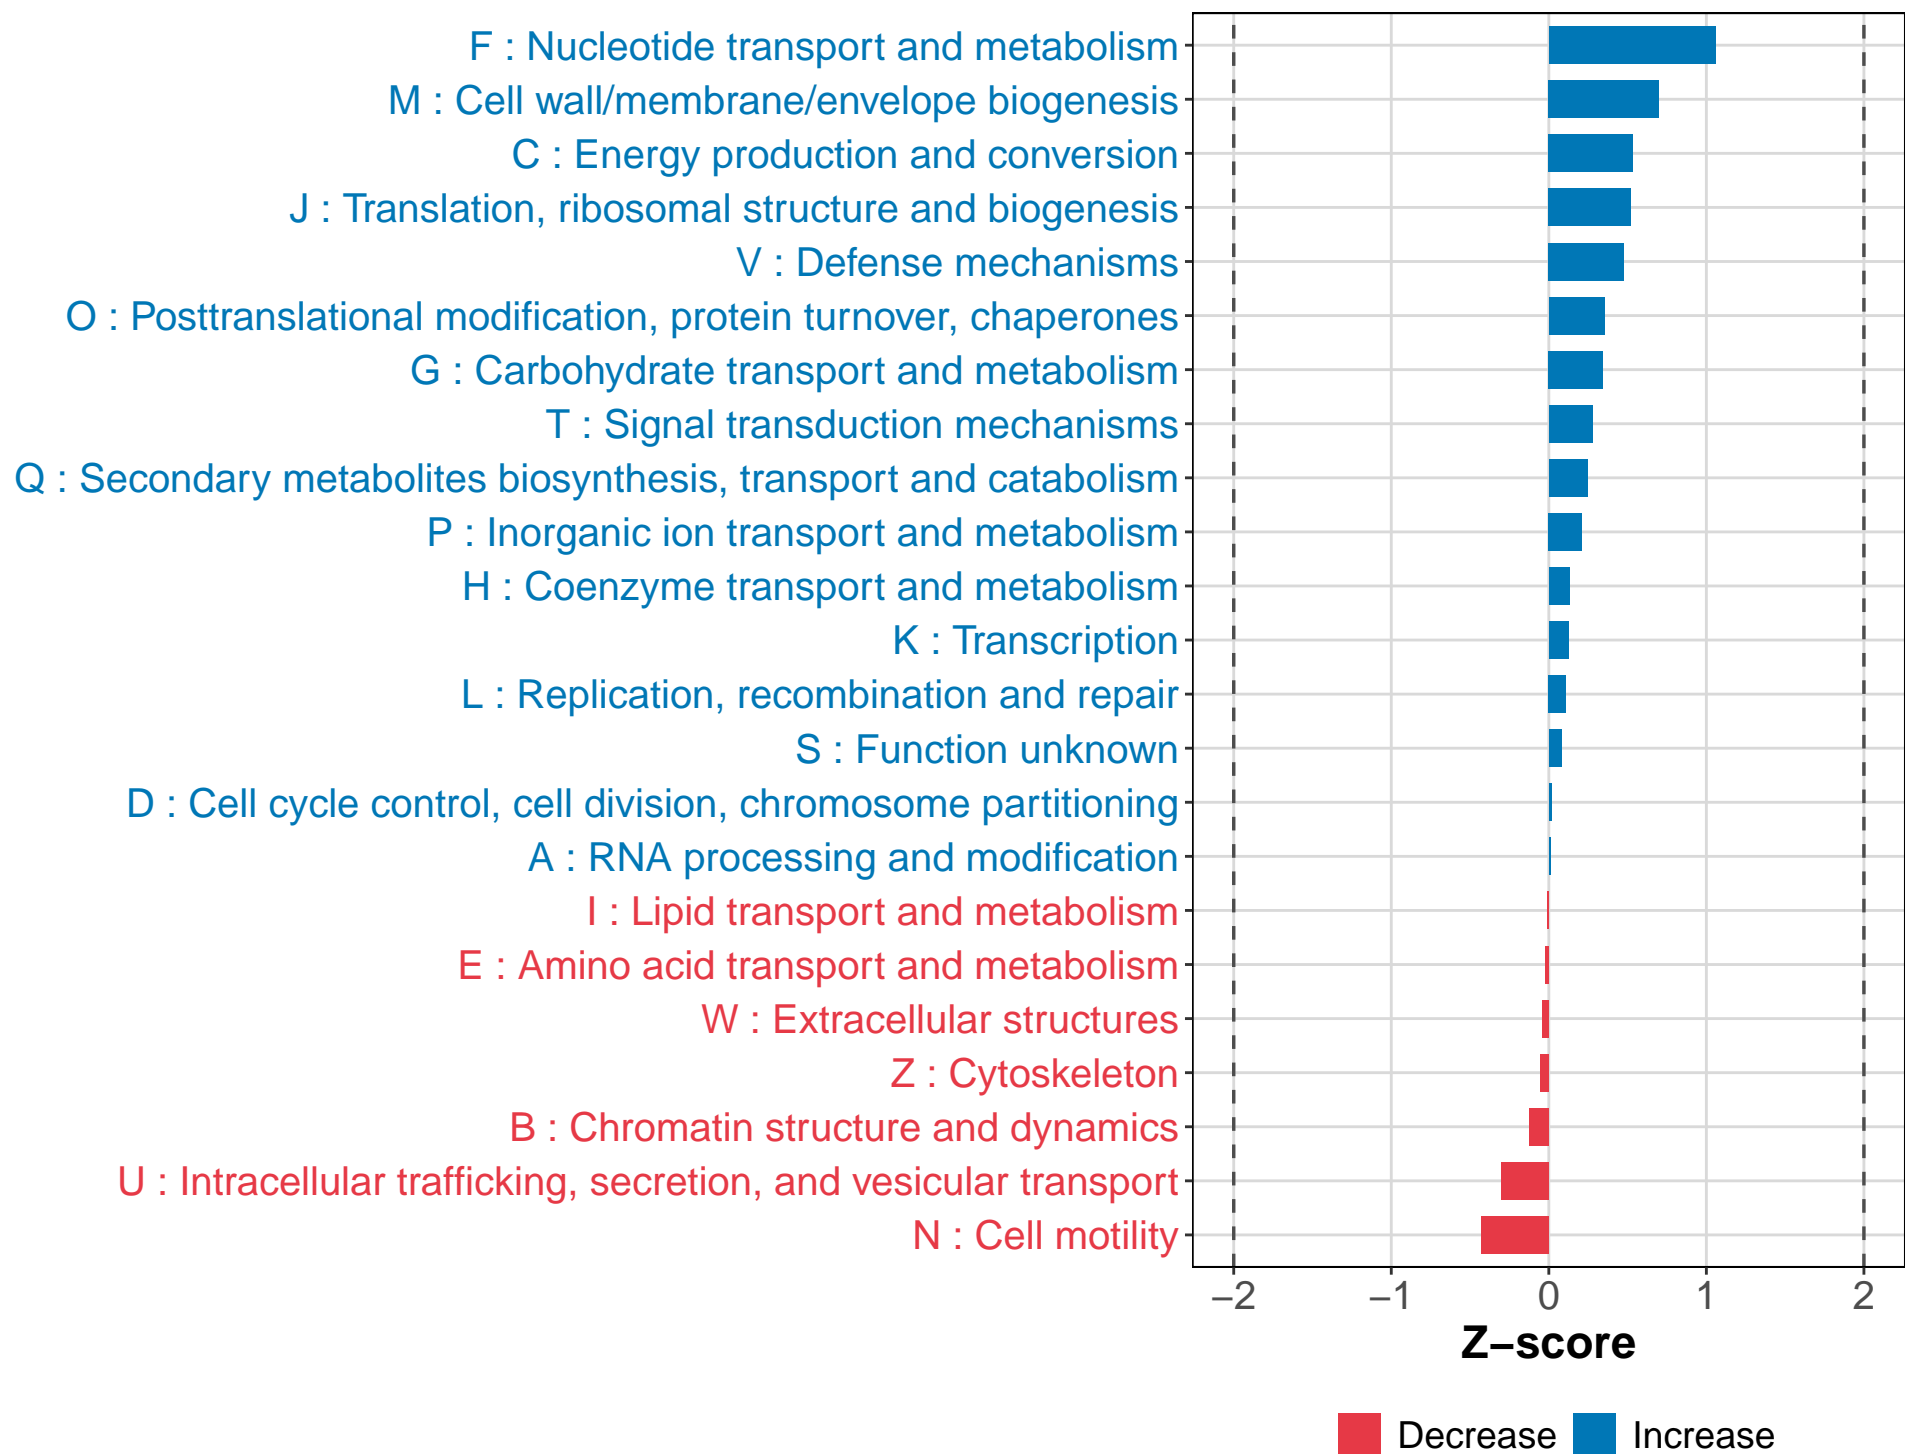 F : Nucleotide transport and metabolism
M : Cell wall/membrane/envelope biogenesis
C : Energy production and conversion
J : Translation, ribosomal structure and biogenesis
V : Defense mechanisms
O : Posttranslational modification, protein turnover, chaperones
G : Carbohydrate transport and metabolism
T : Signal transduction mechanisms
Q : Secondary metabolites biosynthesis, transport and catabolism
P : Inorganic ion transport and metabolism
H : Coenzyme transport and metabolism
K : Transcription
L : Replication, recombination and repair
S : Function unknown
D : Cell cycle control, cell division, chromosome partitioning
A : RNA processing and modification
I : Lipid transport and metabolism
E : Amino acid transport and metabolism
W : Extracellular structures
Z : Cytoskeleton
B : Chromatin structure and dynamics
U : Intracellular trafficking, secretion, and vesicular transport
N : Cell motility
−2 −1 0 1 2
Z−score
Decrease Increase